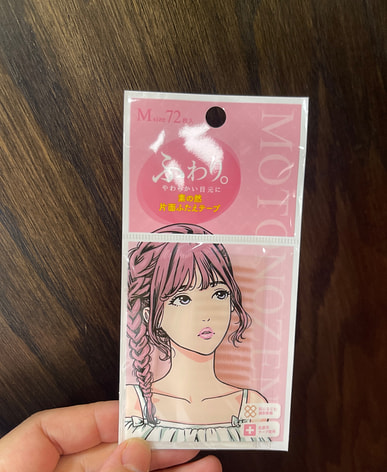 M size 72枚入
ふわり。
やわらかい目元に
素の然
片面ふたえテープ
MOTONOZEN